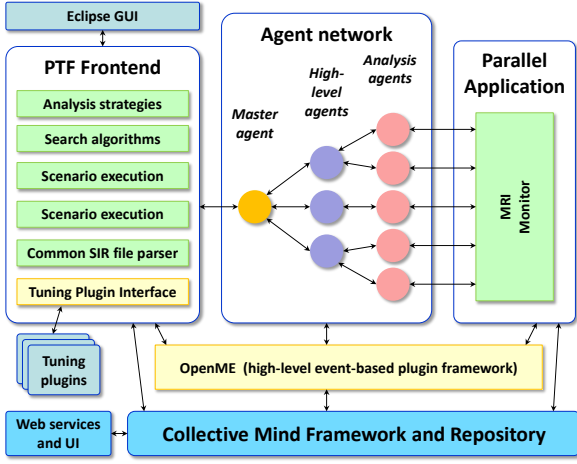 Eclipse GUI
PTF Frontend
Analysis strategies
Search algorithms
Scenario execution
Scenario execution
Common SIR file parser
Tuning Plugin Interface
Tuning
plugins
Agent network
Master
agent
High-
level
agents
Analysis
agents
Parallel
Application
MRI
Monitor
OpenME (high-level event-based plugin framework)
Web services
and UI
Collective Mind Framework and Repository